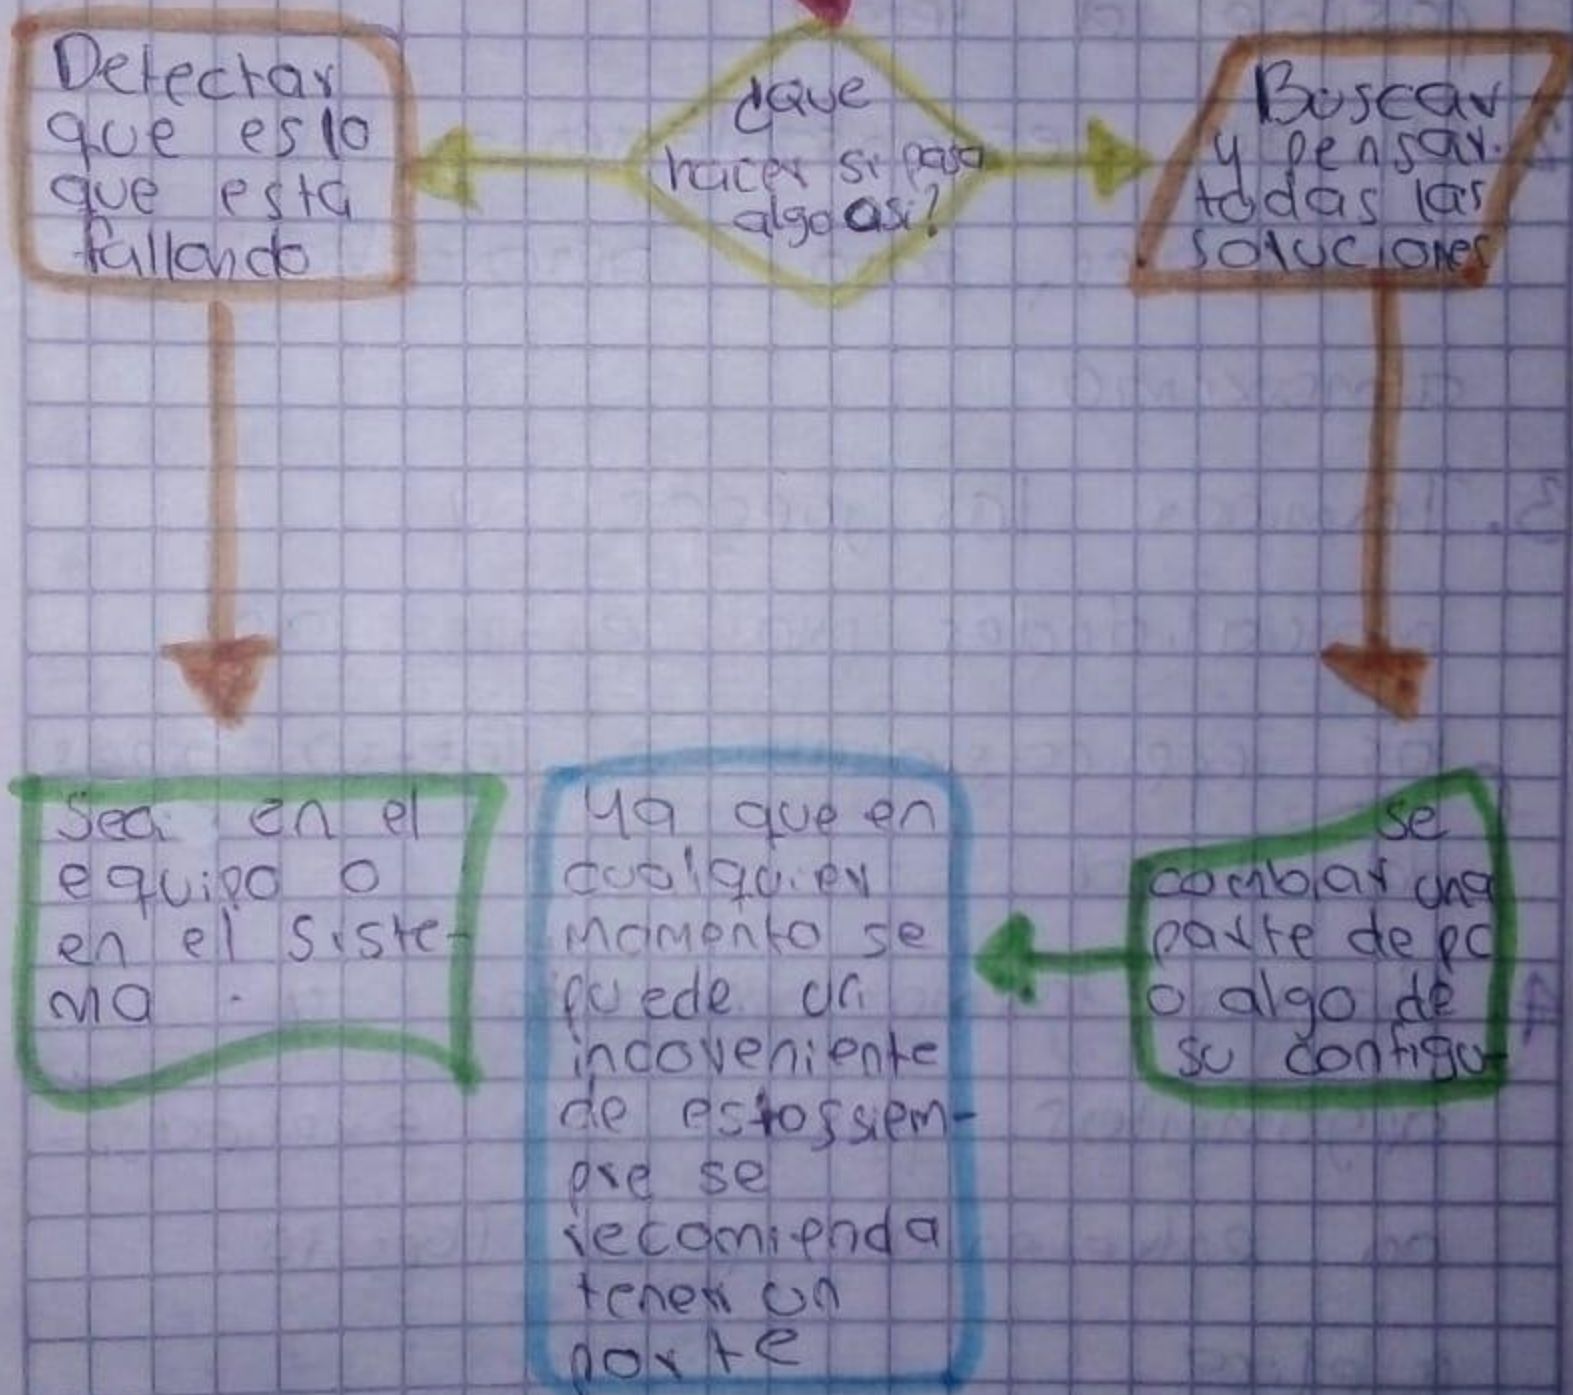 Detectar
que es lo
que esta
fallando
¿que
hacer si pasa
algo asi?
Buscar
y pensar
todas las
soluciones
Sea en el
equipo o
en el siste-
ma.
Ya que en
cualquier
momento se
puede un
incoveniente
de estos siem-
pre se
recomienda
tener un
norte
se
cambiar una
parte de pc
o algo de
su configu-